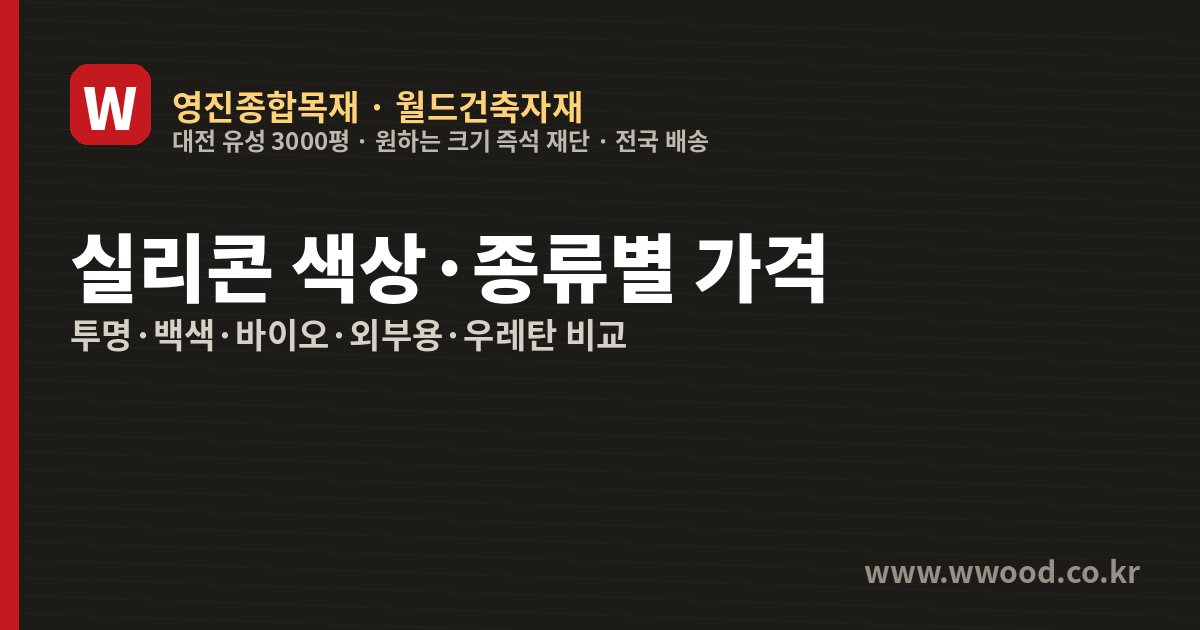 W
영진종합목재 · 월드건축자재
대전 유성 3000평 · 원하는 크기 즉석 재단 · 전국 배송
실리콘 색상·종류별 가격
투명·백색·바이오·외부용·우레탄 비교
www.wwood.co.kr